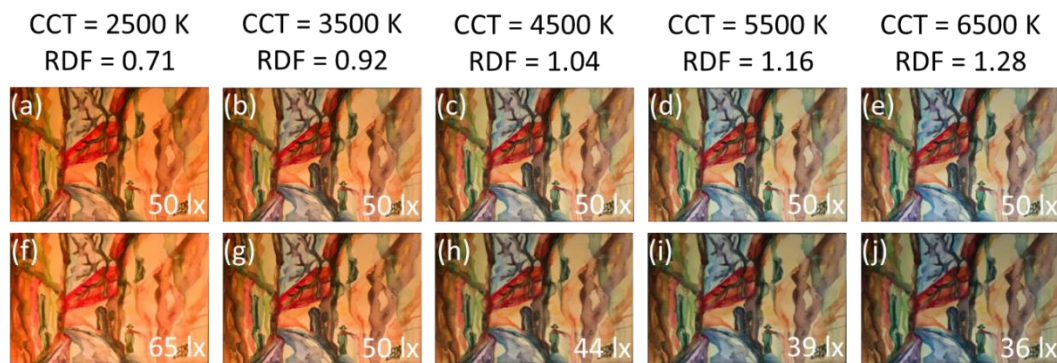 CCT = 2500 K CCT = 3500 K CCT = 4500 K CCT = 5500 K CCT = 6500 K
RDF = 0.71 RDF = 0.92 RDF = 1.04 RDF = 1.16 RDF = 1.28
(a) (b) (c) (d) (e)
50 lx 50 lx 50 lx 50 lx 50 lx
(f) (g) (h) (i) (j)
65 lx 50 lx 44 lx 39 lx 36 lx